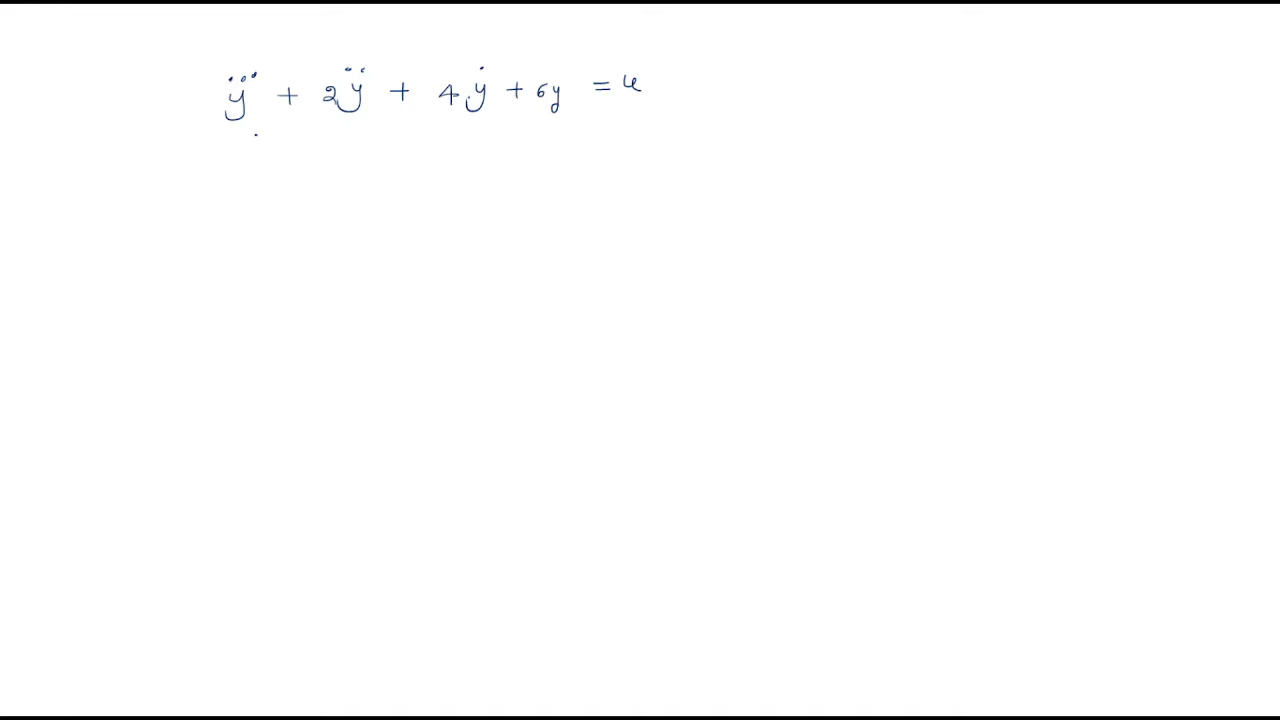 y⃛ + 2ÿ + 4ẏ + 6y = u